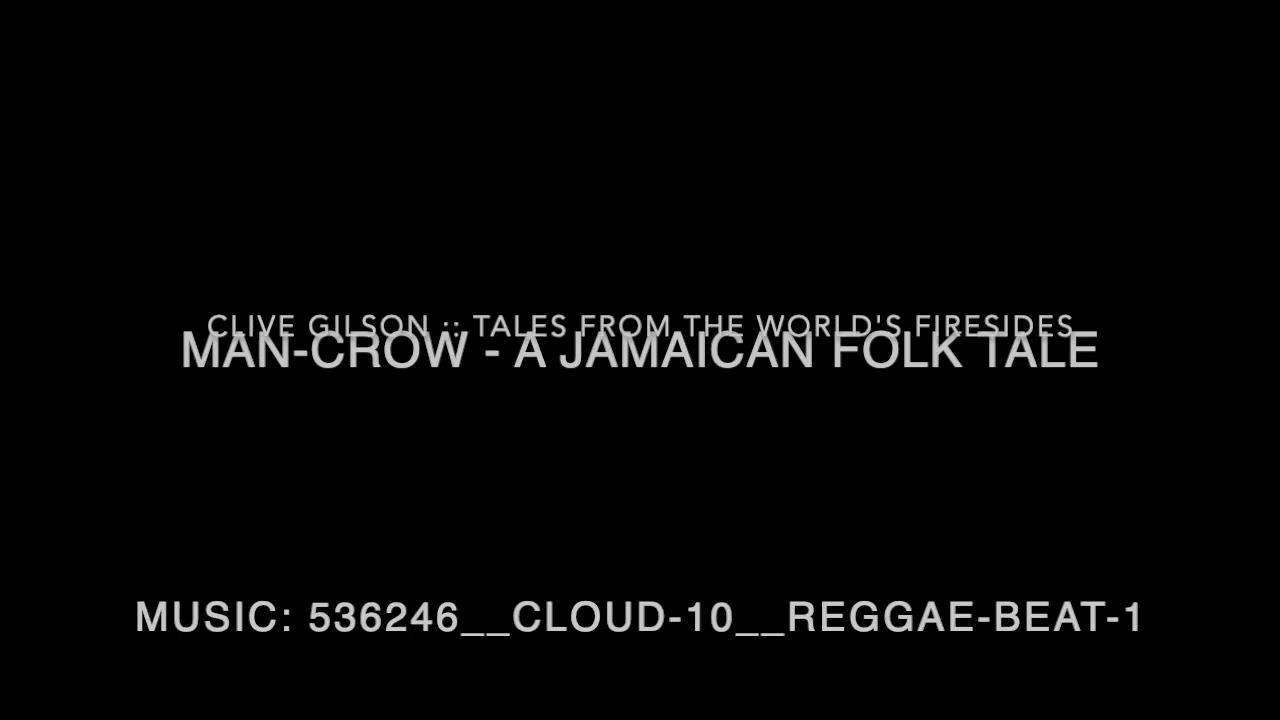 CLIVE GILSON :: TALES FROM THE WORLD'S FIRESIDES
MAN-CROW - A JAMAICAN FOLK TALE
MUSIC: 536246__CLOUD-10__REGGAE-BEAT-1